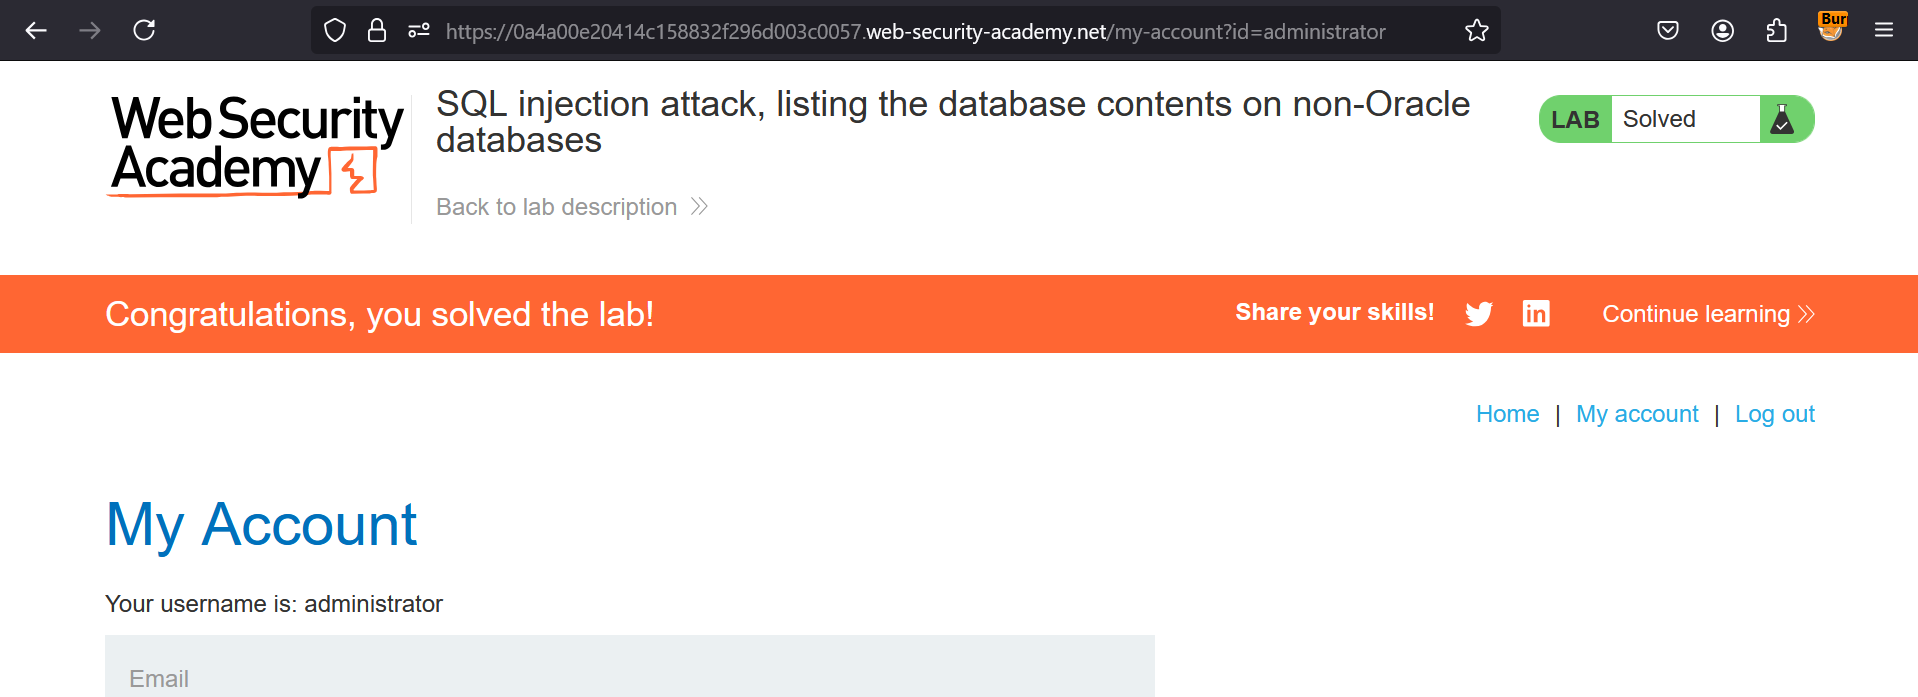 https://0a4a00e20414c158832f296d003c0057.web-security-academy.net/my-account?id=administrator
Bur
Web Security
Academy
SQL injection attack, listing the database contents on non-Oracle
databases
LAB Solved
Back to lab description
Congratulations, you solved the lab!
Share your skills!
in
Continue learning
Home | My account | Log out
My Account
Your username is: administrator
Email